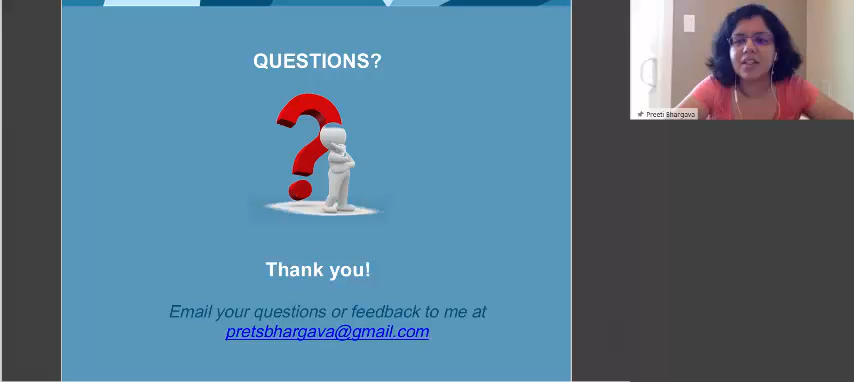 QUESTIONS?
Thank you!
Email your questions or feedback to me at
pretsbhargava@gmail.com
Preeti Bhargava